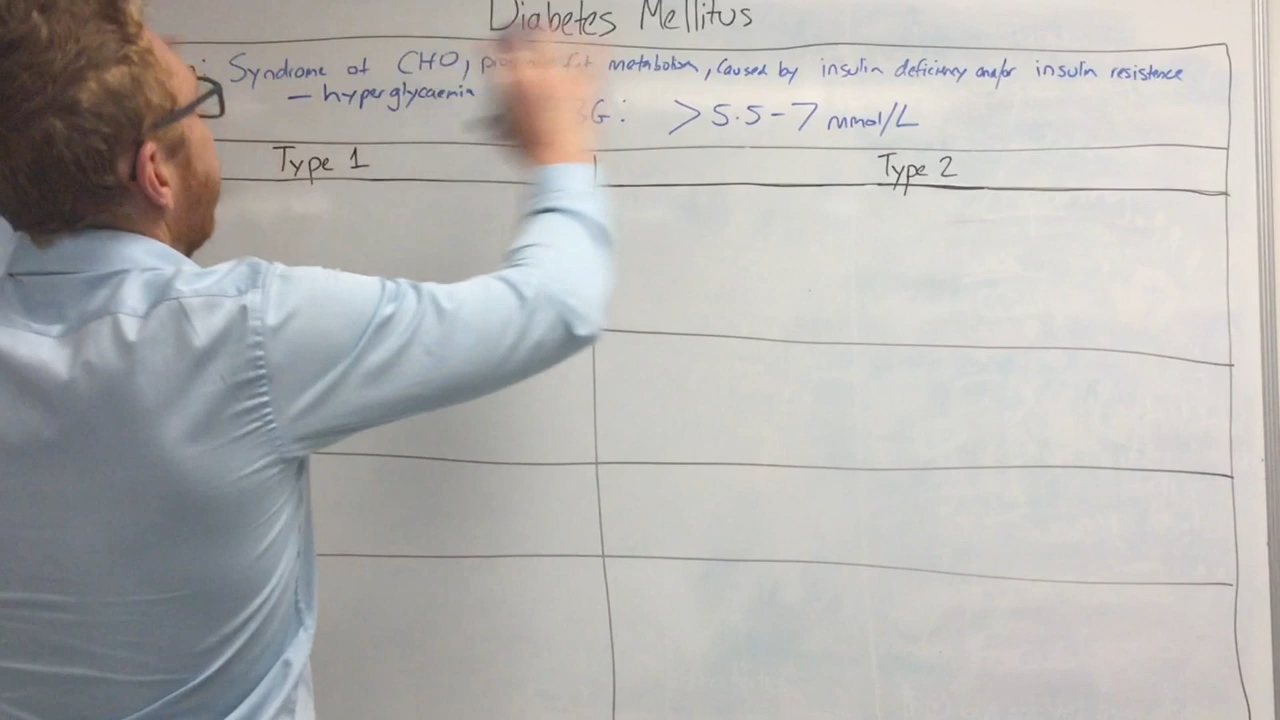 Diabetes Mellitus
Syndrome of CHO, metabolism, caused by insulin deficiency and/or insulin resistence
– hyperglycaemia
G: > 5.5 - 7 mmol/L
Type 1
Type 2